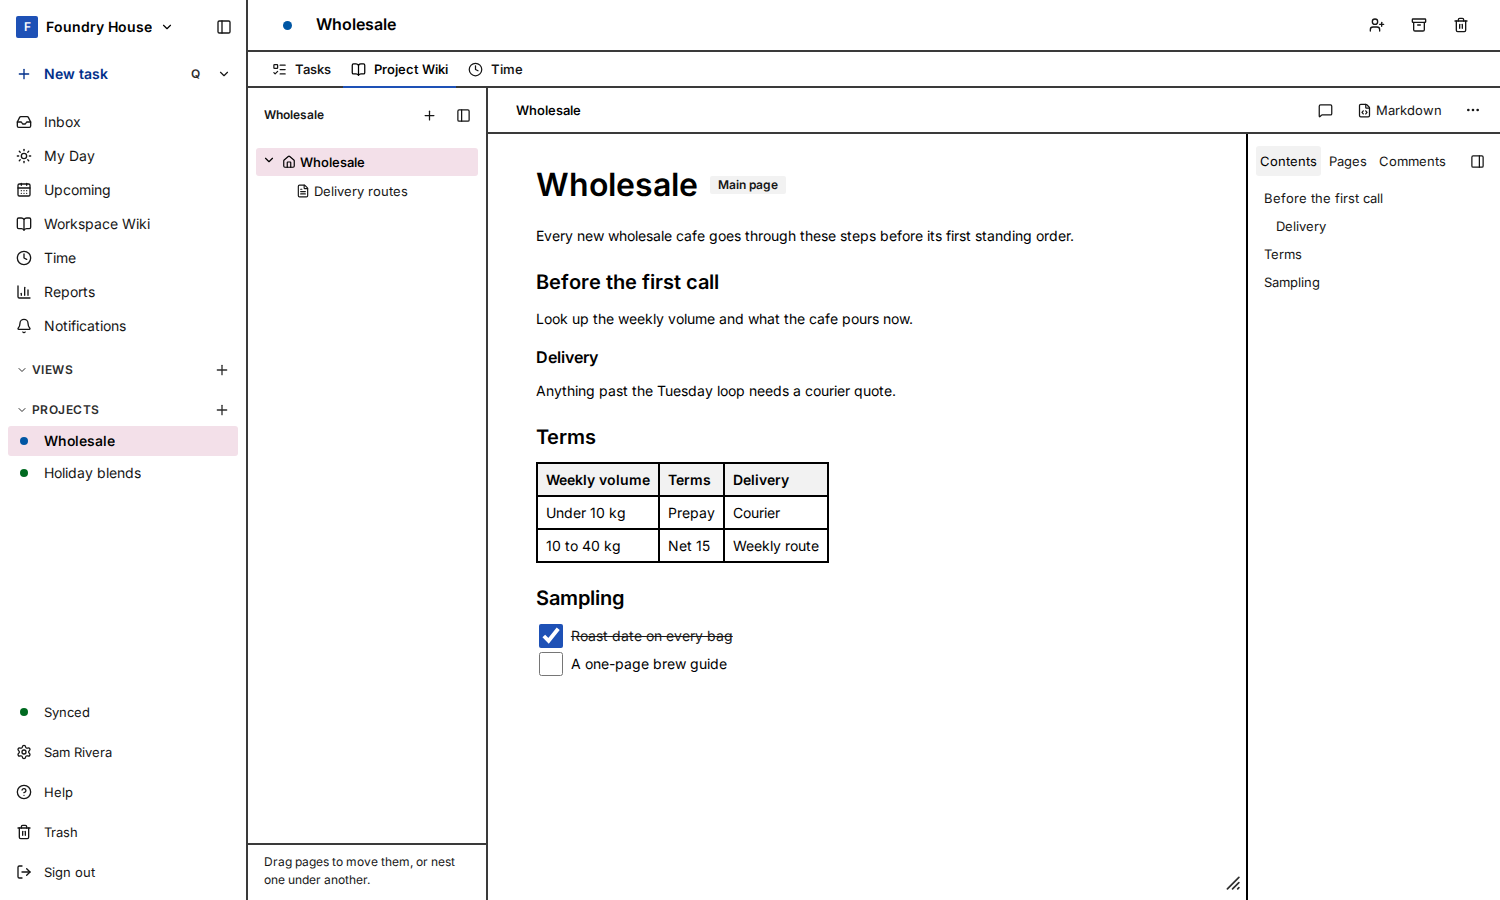 F Foundry House
New task Q
Inbox
My Day
Upcoming
Workspace Wiki
Time
Reports
Notifications
VIEWS
PROJECTS
Wholesale
Holiday blends
Synced
Sam Rivera
Help
Trash
Sign out
Wholesale
Tasks Project Wiki Time
Wholesale
Wholesale
Delivery routes
Drag pages to move them, or nest
one under another.
Wholesale Markdown
Wholesale Main page
Every new wholesale cafe goes through these steps before its first standing order.
Before the first call
Look up the weekly volume and what the cafe pours now.
Delivery
Anything past the Tuesday loop needs a courier quote.
Terms
Weekly volume Terms Delivery
Under 10 kg Prepay Courier
10 to 40 kg Net 15 Weekly route
Sampling
Roast date on every bag
A one-page brew guide
Contents Pages Comments
Before the first call
Delivery
Terms
Sampling